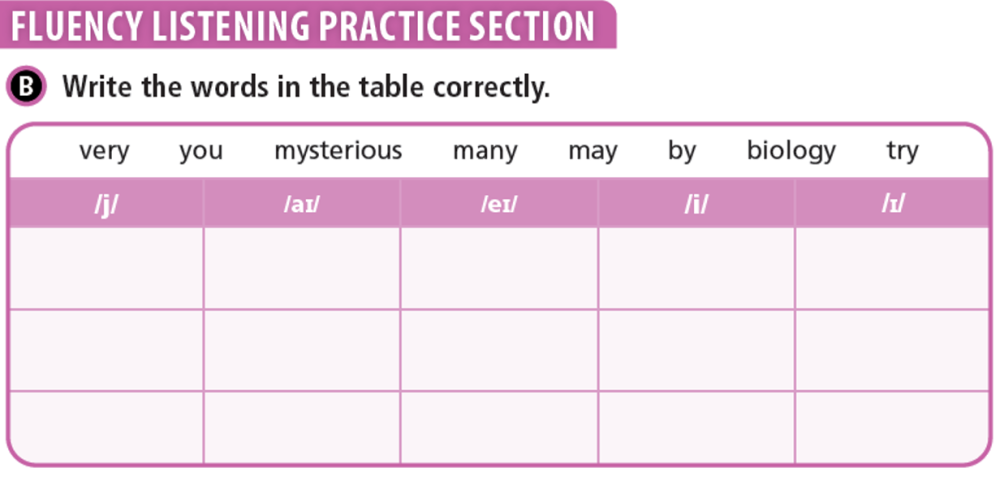 FLUENCY LISTENING PRACTICE SECTION
B Write the words in the table correctly.
very you mysterious many may by biology try
/j/ /aɪ/ /eɪ/ /i/ /ɪ/